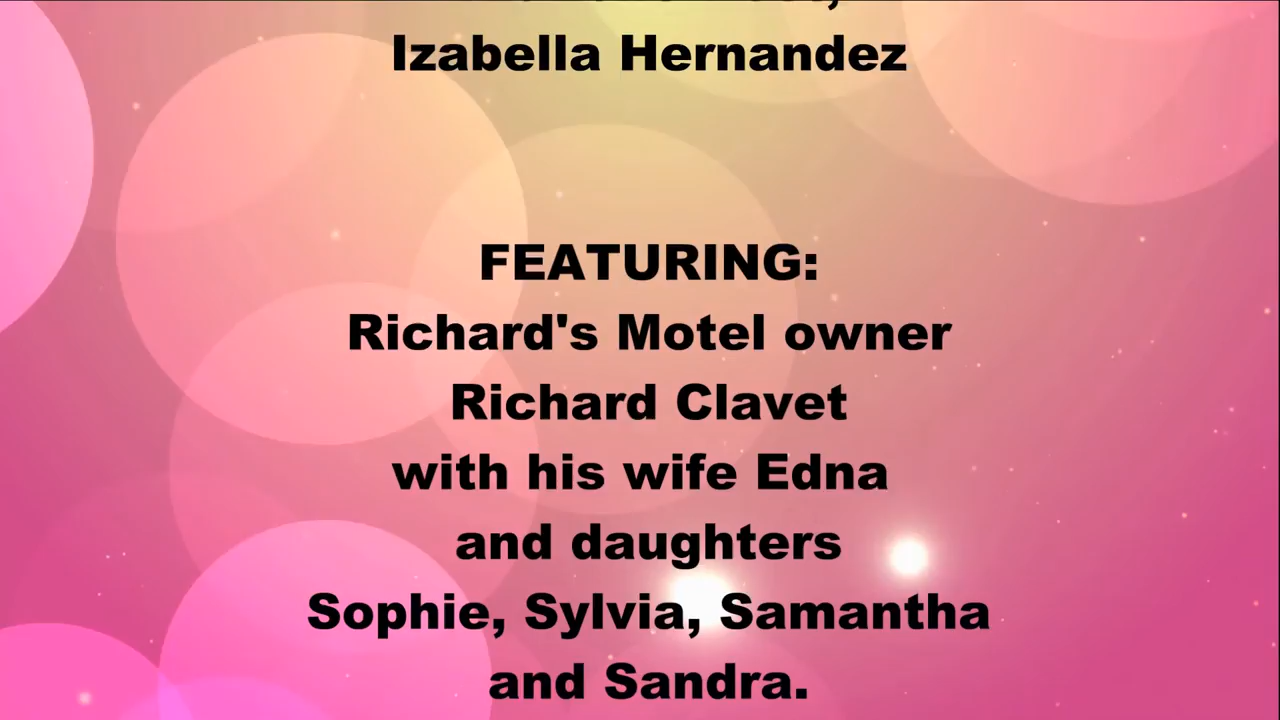 Izabella Hernandez
FEATURING:
Richard's Motel owner
Richard Clavet
with his wife Edna
and daughters
Sophie, Sylvia, Samantha
and Sandra.